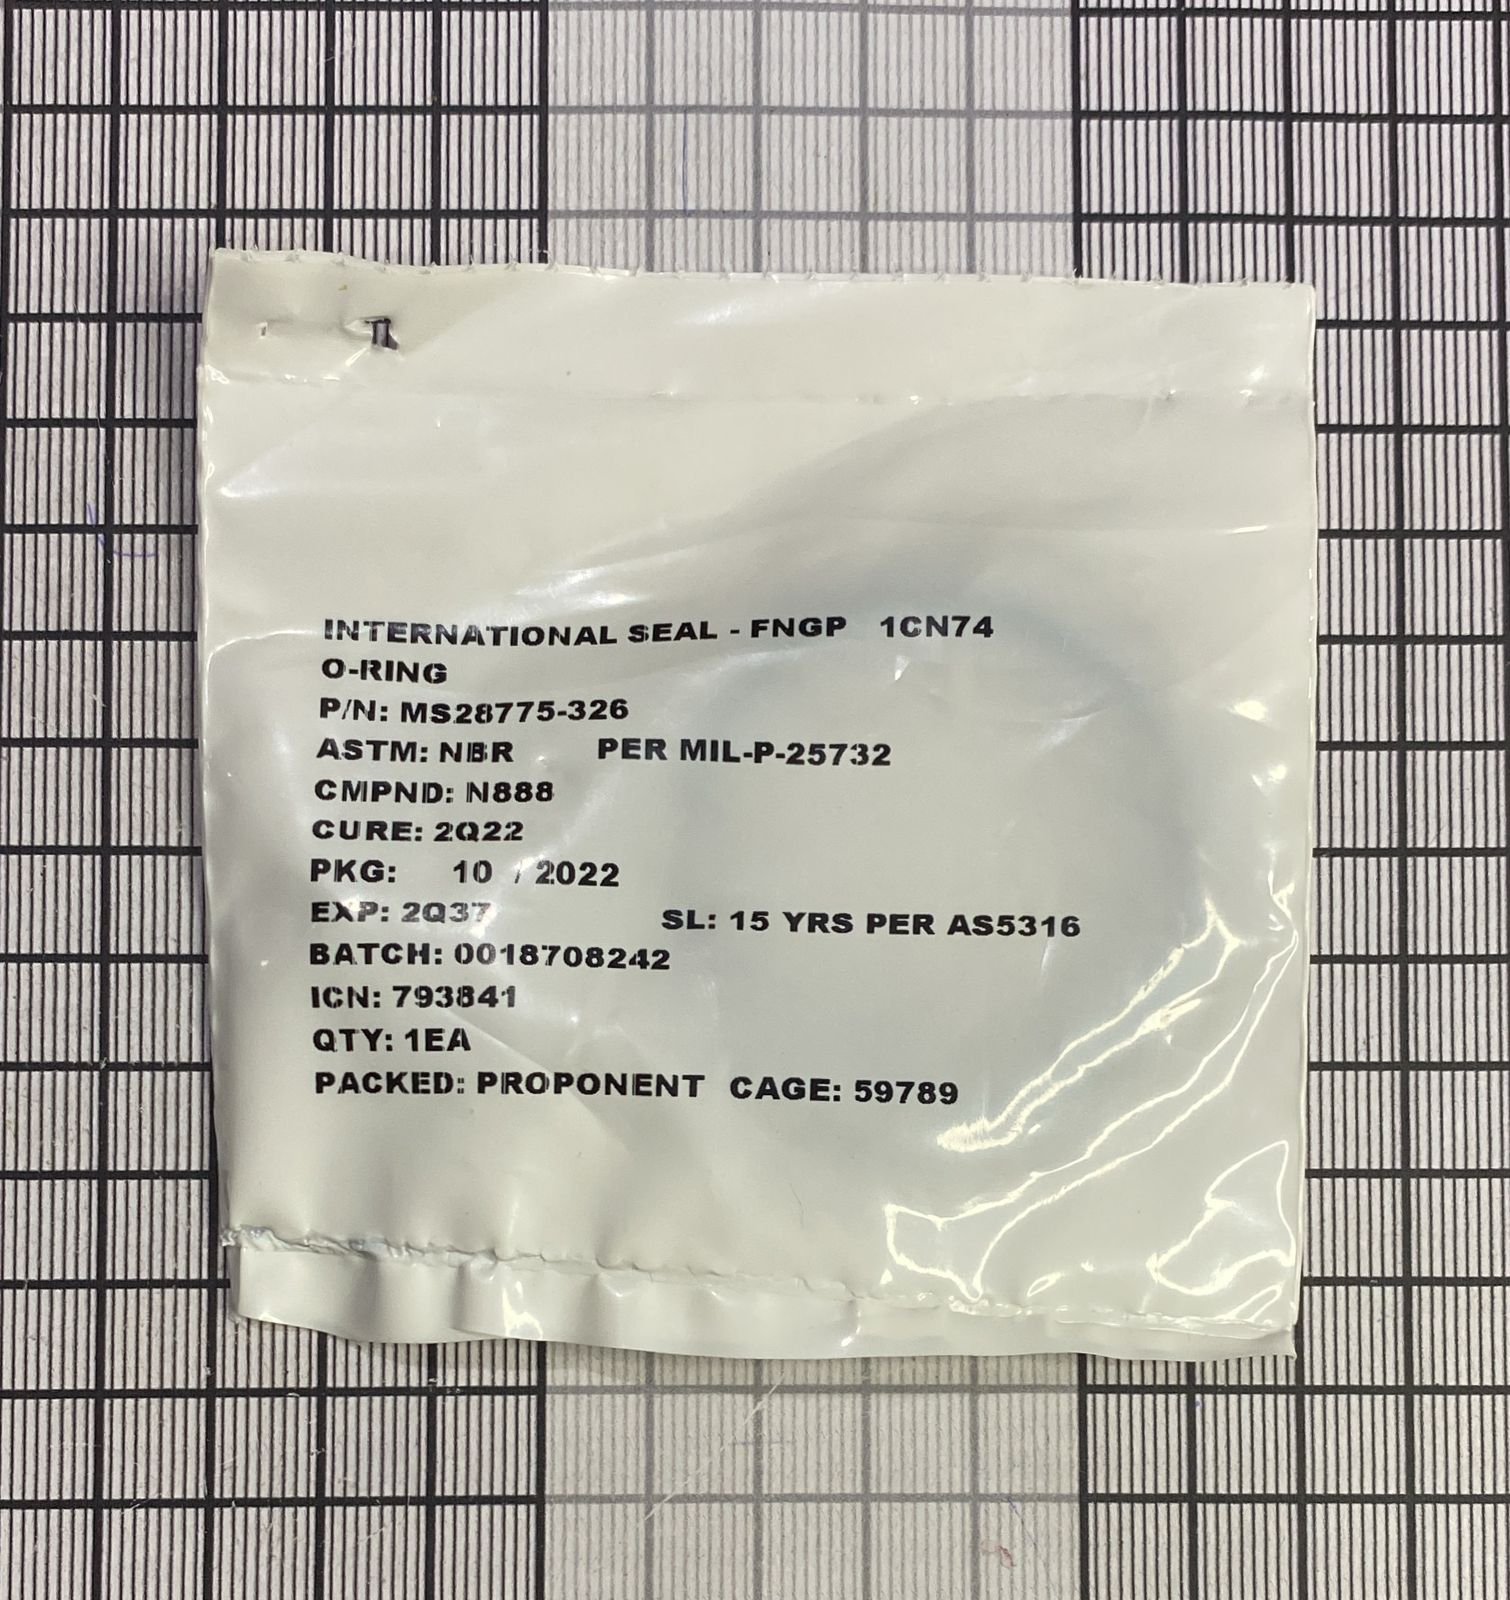 INTERNATIONAL SEAL - FNGP 1CN74
O-RING
P/N: MS28775-326
ASTM: NBR PER MIL-P-25732
CMPND: N888
CURE: 2Q22
PKG: 10 / 2022
EXP: 2Q37 SL: 15 YRS PER AS5316
BATCH: 0018708242
ICN: 793841
QTY: 1EA
PACKED: PROPONENT CAGE: 59789